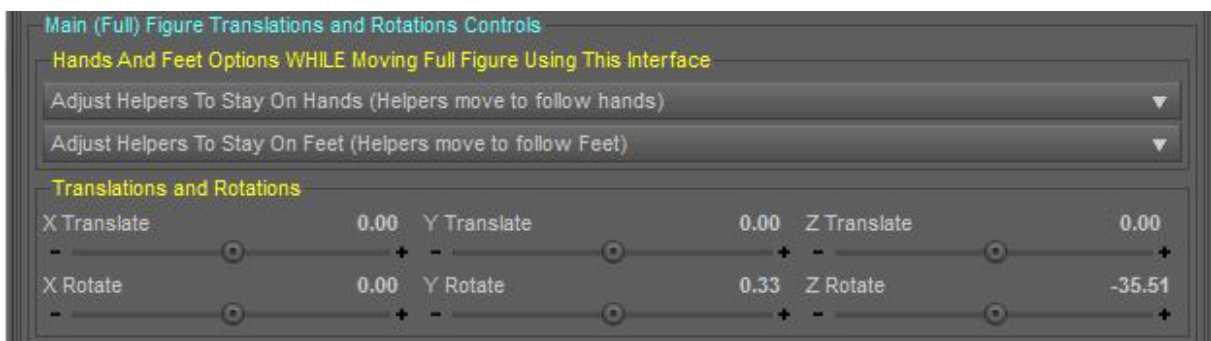 Main (Full) Figure Translations and Rotations Controls
Hands And Feet Options WHILE Moving Full Figure Using This Interface
Adjust Helpers To Stay On Hands (Helpers move to follow hands)
Adjust Helpers To Stay On Feet (Helpers move to follow Feet)
Translations and Rotations
X Translate 0.00 Y Translate 0.00 Z Translate 0.00
- + - + - +
X Rotate 0.00 Y Rotate 0.33 Z Rotate -35.51
- + - + - +